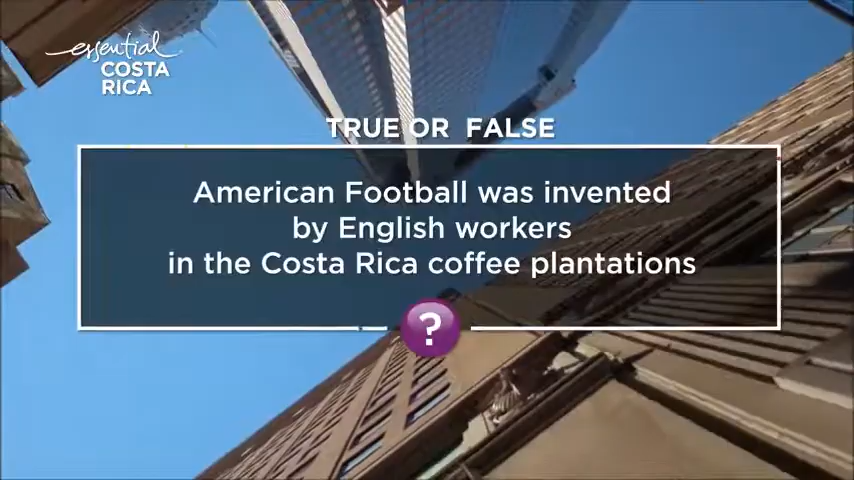 essential
COSTA
RICA
TRUE OR FALSE
American Football was invented
by English workers
in the Costa Rica coffee plantations
?